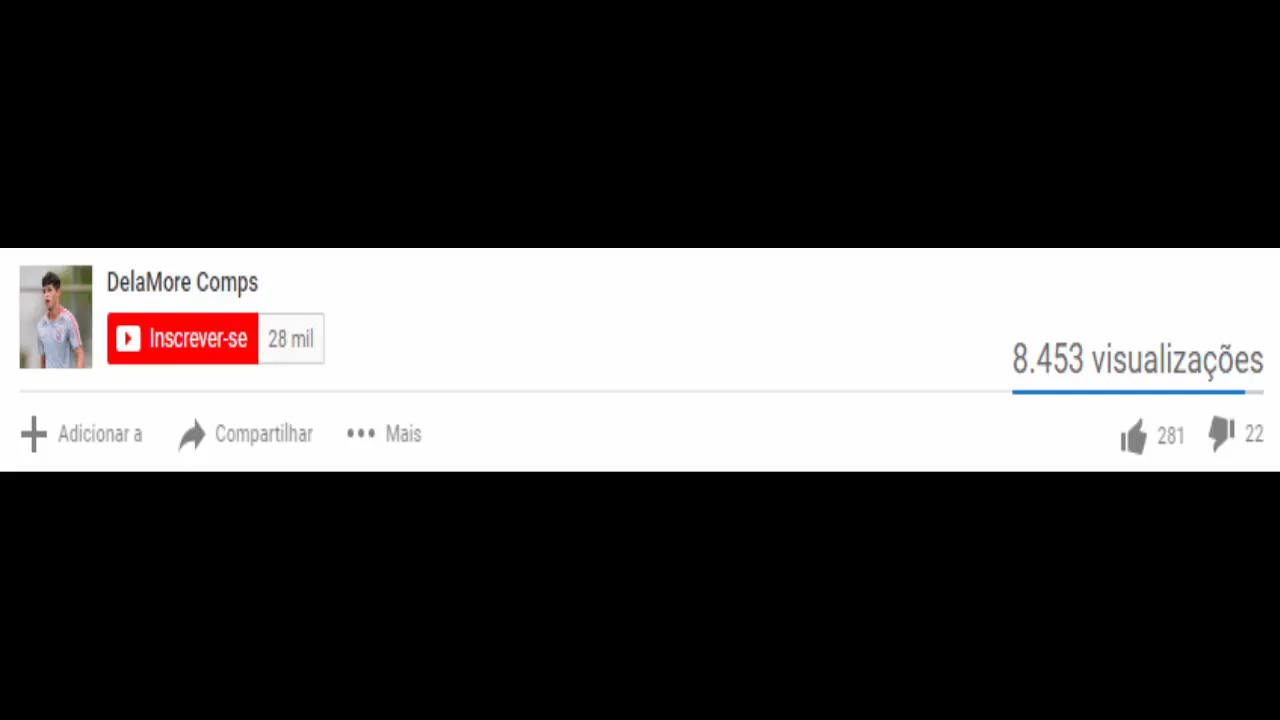 DelaMore Comps
Inscrever-se 28 mil
8.453 visualizações
Adicionar a Compartilhar Mais 281 22